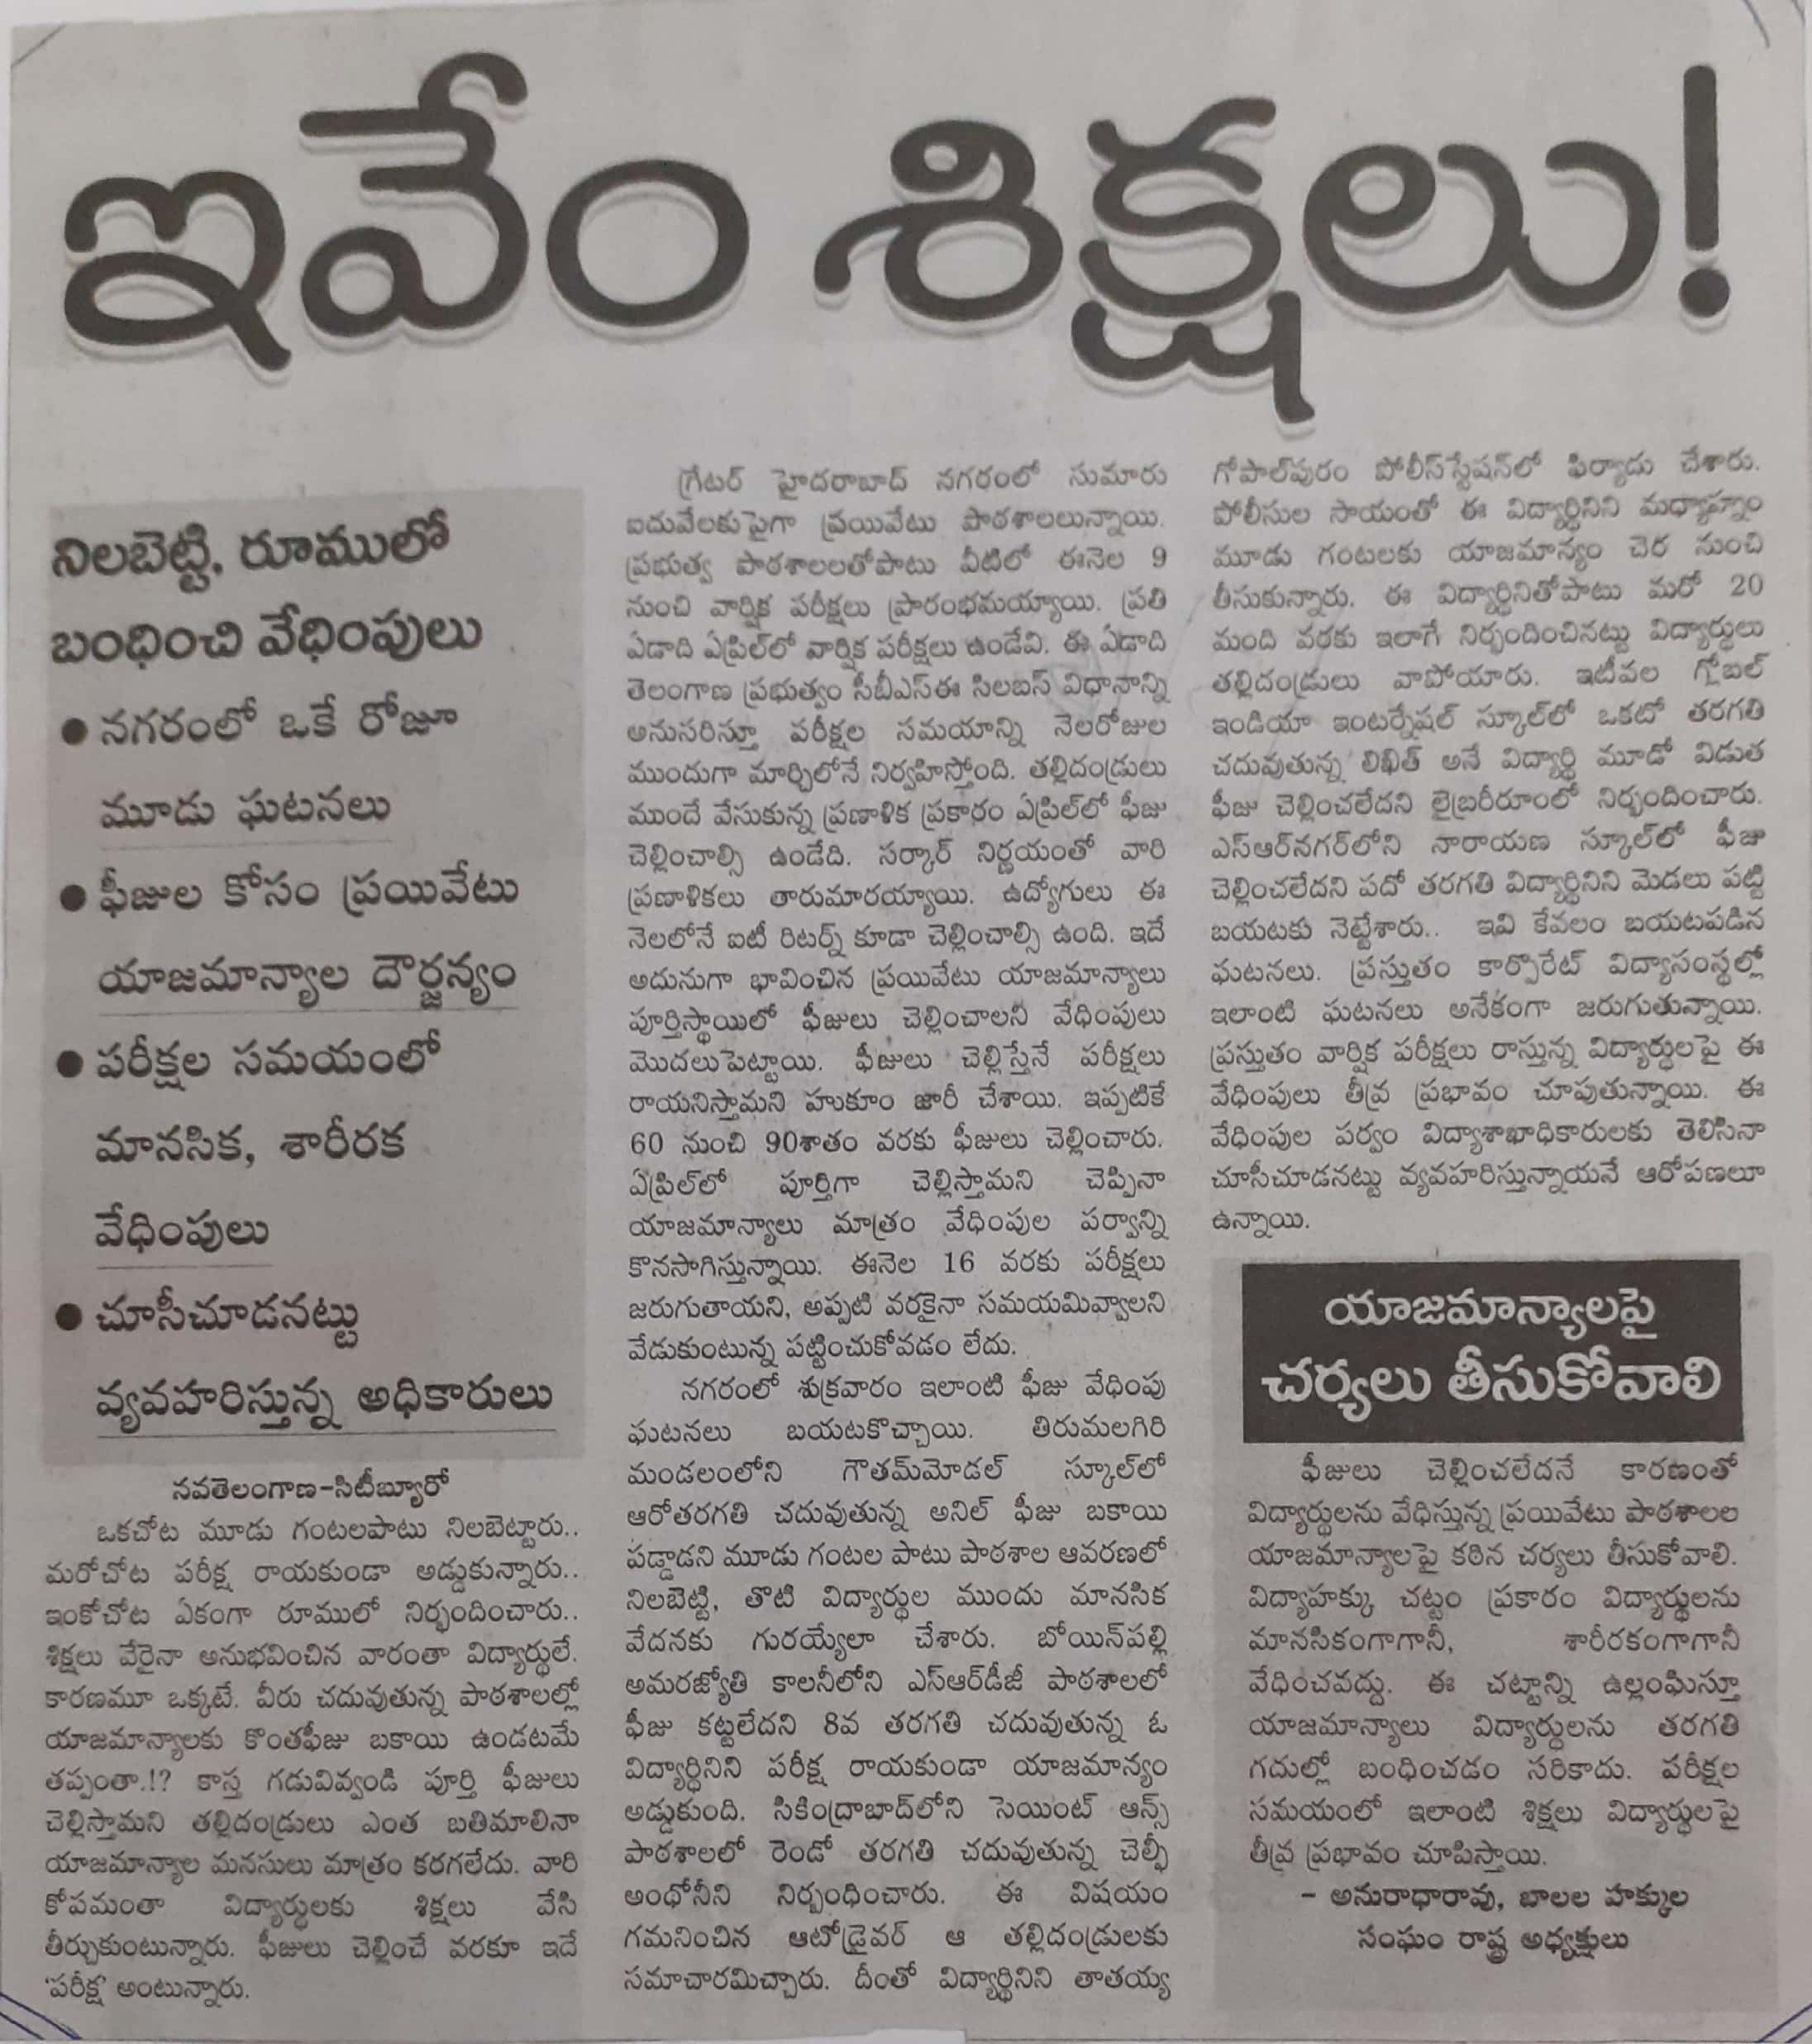 ఇవేం శిక్షలు!
నిలబెట్టి, రూములో
బంధించి వేధింపులు
● నగరంలో ఒకే రోజూ
మూడు ఘటనలు
● ఫీజుల కోసం ప్రయివేటు
యాజమాన్యాల దౌర్జన్యం
● పరీక్షల సమయంలో
మానసిక, శారీరక
వేధింపులు
● చూసీచూడనట్టు
వ్యవహరిస్తున్న అధికారులు
నవతెలంగాణ-సిటీబ్యూరో
ఒకచోట మూడు గంటలపాటు నిలబెట్టారు..
మరోచోట పరీక్ష రాయకుండా అడ్డుకున్నారు..
ఇంకోచోట ఏకంగా రూములో నిర్భందించారు..
శిక్షలు వేరైనా అనుభవించిన వారంతా విద్యార్థులే.
కారణమూ ఒక్కటే. వీరు చదువుతున్న పాఠశాలల్లో
యాజమాన్యాలకు కొంతఫీజు బకాయి ఉండటమే
తప్పంతా.!? కాస్త గడువివ్వండి పూర్తి ఫీజులు
చెల్లిస్తామని తల్లిదండ్రులు ఎంత బతిమాలినా
యాజమాన్యాల మనసులు మాత్రం కరగలేదు. వారి
కోపమంతా విద్యార్థులకు శిక్షలు వేసి
తీర్చుకుంటున్నారు. ఫీజులు చెల్లించే వరకూ ఇదే
'పరీక్ష' అంటున్నారు.
గ్రేటర్ హైదరాబాద్ నగరంలో సుమారు
ఐదువేలకుపైగా ప్రయివేటు పాఠశాలలున్నాయి.
ప్రభుత్వ పాఠశాలలతోపాటు వీటిలో ఈనెల 9
నుంచి వార్షిక పరీక్షలు ప్రారంభమయ్యాయి. ప్రతి
ఏడాది ఏప్రిల్‌లో వార్షిక పరీక్షలు ఉండేవి. ఈ ఏడాది
తెలంగాణ ప్రభుత్వం సీబీఎస్ఈ సిలబస్ విధానాన్ని
అనుసరిస్తూ పరీక్షల సమయాన్ని నెలరోజుల
ముందుగా మార్చిలోనే నిర్వహిస్తోంది. తల్లిదండ్రులు
ముందే వేసుకున్న ప్రణాళిక ప్రకారం ఏప్రిల్‌లో ఫీజు
చెల్లించాల్సి ఉండేది. సర్కార్ నిర్ణయంతో వారి
ప్రణాళికలు తారుమారయ్యాయి. ఉద్యోగులు ఈ
నెలలోనే ఐటీ రిటర్న్ కూడా చెల్లించాల్సి ఉంది. ఇదే
అదునుగా భావించిన ప్రయివేటు యాజమాన్యాలు
పూర్తిస్థాయిలో ఫీజులు చెల్లించాలని వేధింపులు
మొదలుపెట్టాయి. ఫీజులు చెల్లిస్తేనే పరీక్షలు
రాయనిస్తామని హుకూం జారీ చేశాయి. ఇప్పటికే
60 నుంచి 90శాతం వరకు ఫీజులు చెల్లించారు.
ఏప్రిల్‌లో పూర్తిగా చెల్లిస్తామని చెప్పినా
యాజమాన్యాలు మాత్రం వేధింపుల పర్వాన్ని
కొనసాగిస్తున్నాయి. ఈనెల 16 వరకు పరీక్షలు
జరుగుతాయని, అప్పటి వరకైనా సమయమివ్వాలని
వేడుకుంటున్న పట్టించుకోవడం లేదు.
నగరంలో శుక్రవారం ఇలాంటి ఫీజు వేధింపు
ఘటనలు బయటకొచ్చాయి. తిరుమలగిరి
మండలంలోని గౌతమ్‌మోడల్ స్కూల్‌లో
ఆరోతరగతి చదువుతున్న అనిల్ ఫీజు బకాయి
పడ్డాడని మూడు గంటల పాటు పాఠశాల ఆవరణలో
నిలబెట్టి, తొటి విద్యార్థుల ముందు మానసిక
వేదనకు గురయ్యేలా చేశారు. బోయిన్‌పల్లి
అమరజ్యోతి కాలనీలోని ఎస్ఆర్‌డీజీ పాఠశాలలో
ఫీజు కట్టలేదని 8వ తరగతి చదువుతున్న ఓ
విద్యార్థినిని పరీక్ష రాయకుండా యాజమాన్యం
అడ్డుకుంది. సికింద్రాబాద్‌లోని సెయింట్ ఆన్స్
పాఠశాలలో రెండో తరగతి చదువుతున్న చెల్ఫీ
అంథోనీని నిర్బంధించారు. ఈ విషయం
గమనించిన ఆటోడ్రైవర్ ఆ తల్లిదండ్రులకు
సమాచారమిచ్చారు. దీంతో విద్యార్థినిని తాతయ్య
గోపాల్‌పురం పోలీస్‌స్టేషన్‌లో ఫిర్యాదు చేశారు.
పోలీసుల సాయంతో ఈ విద్యార్థినిని మధ్యాహ్నం
మూడు గంటలకు యాజమాన్యం చెర నుంచి
తీసుకున్నారు. ఈ విద్యార్థినితోపాటు మరో 20
మంది వరకు ఇలాగే నిర్భందించినట్టు విద్యార్థులు
తల్లిదండ్రులు వాపోయారు. ఇటీవల గ్లోబల్
ఇండియా ఇంటర్నేషల్ స్కూల్‌లో ఒకటో తరగతి
చదువుతున్న లిఖిత్ అనే విద్యార్థి మూడో విడుత
ఫీజు చెల్లించలేదని లైబ్రరీరూంలో నిర్భందించారు.
ఎస్ఆర్‌నగర్‌లోని నారాయణ స్కూల్‌లో ఫీజు
చెల్లించలేదని పదో తరగతి విద్యార్థినిని మెడలు పట్టి
బయటకు నెట్టేశారు.. ఇవి కేవలం బయటపడిన
ఘటనలు. ప్రస్తుతం కార్పొరేట్ విద్యాసంస్థల్లో
ఇలాంటి ఘటనలు అనేకంగా జరుగుతున్నాయి.
ప్రస్తుతం వార్షిక పరీక్షలు రాస్తున్న విద్యార్థులపై ఈ
వేధింపులు తీవ్ర ప్రభావం చూపుతున్నాయి. ఈ
వేధింపుల పర్వం విద్యాశాఖాధికారులకు తెలిసినా
చూసీచూడనట్టు వ్యవహరిస్తున్నాయనే ఆరోపణలూ
ఉన్నాయి.
యాజమాన్యాలపై
చర్యలు తీసుకోవాలి
ఫీజులు చెల్లించలేదనే కారణంతో
విద్యార్థులను వేధిస్తున్న ప్రయివేటు పాఠశాలల
యాజమాన్యాలపై కఠిన చర్యలు తీసుకోవాలి.
విద్యాహక్కు చట్టం ప్రకారం విద్యార్థులను
మానసికంగాగానీ, శారీరకంగాగానీ
వేధించవద్దు. ఈ చట్టాన్ని ఉల్లంఘిస్తూ
యాజమాన్యాలు విద్యార్థులను తరగతి
గదుల్లో బంధించడం సరికాదు. పరీక్షల
సమయంలో ఇలాంటి శిక్షలు విద్యార్థులపై
తీవ్ర ప్రభావం చూపిస్తాయి.
– అనురాధారావు, బాలల హక్కుల
సంఘం రాష్ట్ర అధ్యక్షులు